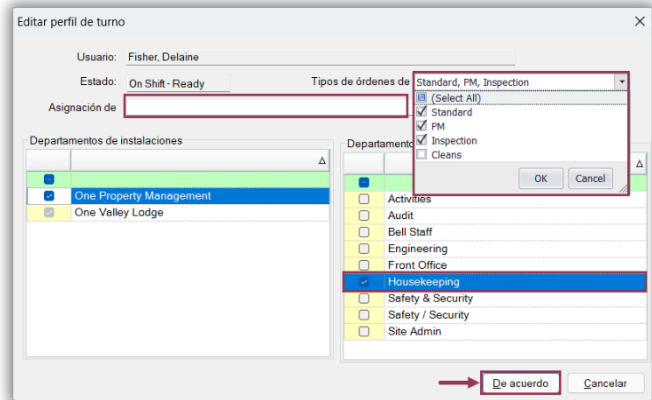 Editar perfil de turno
Usuario: Fisher, Delaine
Estado: On Shift - Ready
Tipos de órdenes de Standard, PM, Inspection
(Select All)
Standard
PM
Inspection
Cleans
OK Cancel
Asignación de
Departamentos de instalaciones
One Property Management
One Valley Lodge
Departamento
Activities
Audit
Bell Staff
Engineering
Front Office
Housekeeping
Safety & Security
Safety / Security
Site Admin
De acuerdo Cancelar